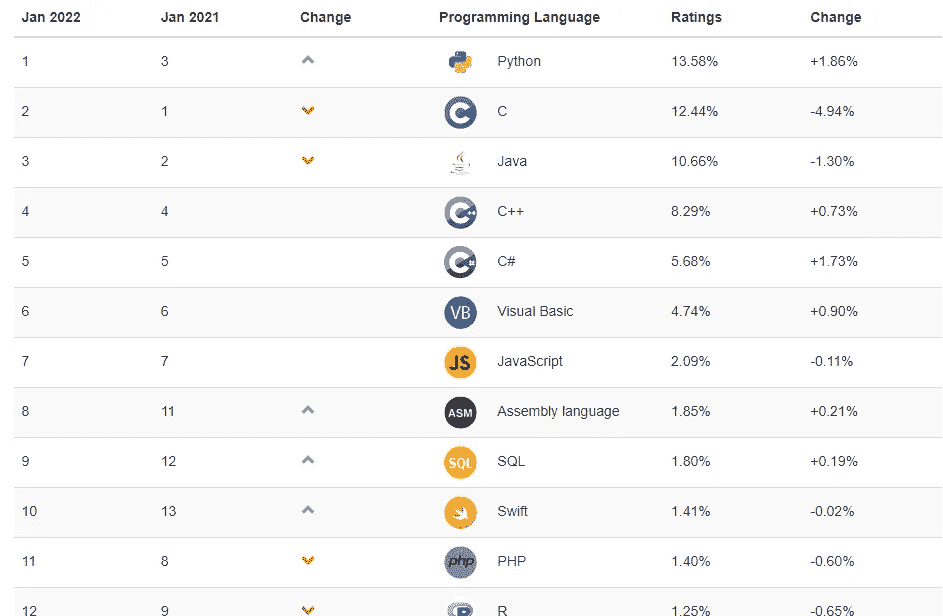 Jan 2022 Jan 2021 Change Programming Language Ratings Change
1 3 Python 13.58% +1.86%
2 1 C C 12.44% -4.94%
3 2 Java Java 10.66% -1.30%
4 4 C++ C++ 8.29% +0.73%
5 5 C# C# 5.68% +1.73%
6 6 VB Visual Basic 4.74% +0.90%
7 7 JS JavaScript 2.09% -0.11%
8 11 ASM Assembly language 1.85% +0.21%
9 12 SQL SQL 1.80% +0.19%
10 13 Swift 1.41% -0.02%
11 8 php PHP 1.40% -0.60%
12 9 R R 1.25% -0.65%